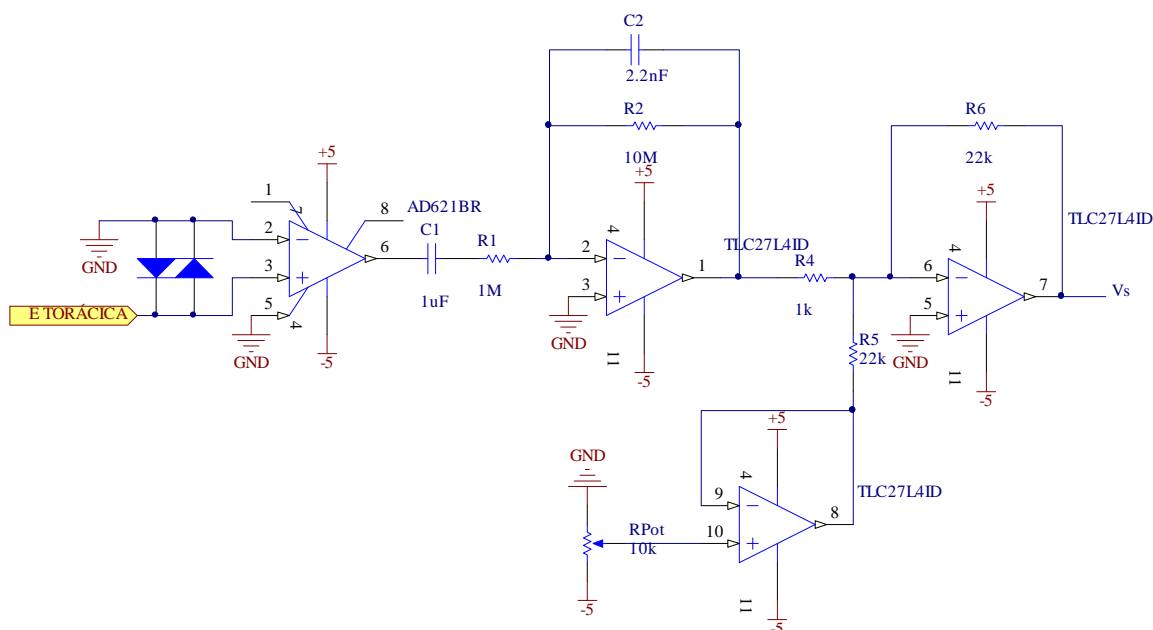 C2
2.2nF
R2
10M
R6
22k
+5
+5
+5
1
7
8
AD621BR
4
TLC27L4ID
4
TLC27L4ID
2
GND
3
6
C1
R1
1uF
1M
2
3
1
R4
1k
6
5
7
Vs
E TORÁCICA
5
GND
4
GND
11
GND
11
R5
22k
-5
-5
-5
+5
GND
4
9
TLC27L4ID
8
RPot
10k
10
11
-5
-5